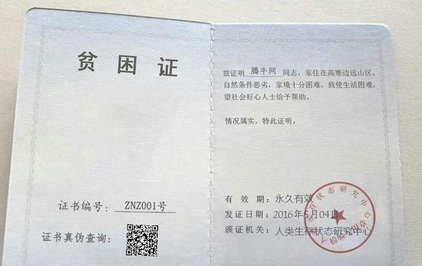 贫困证
证书编号：ZNZ001号
证书真伪查询：
兹证明 腾牛网 同志，家住在高寒边远山区，
自然条件恶劣，家境十分困难，致使生活困难，
望社会好心人士给予帮助。
情况属实，特此证明。
有效期：永久有效
发证日期：2016年5月04日
颁证机关：人类生存状态研究中心